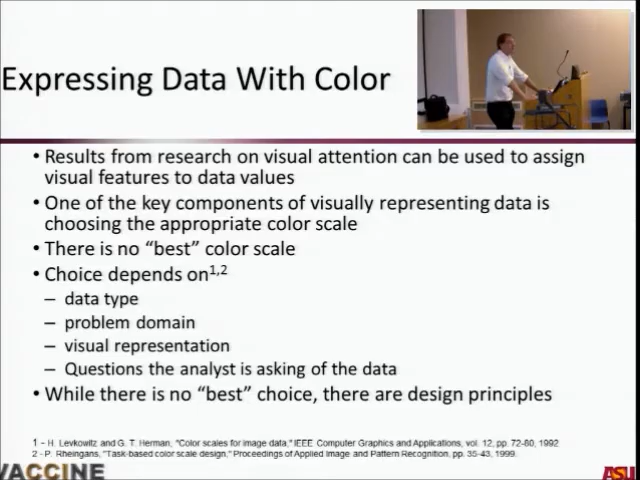 Expressing Data With Color
• Results from research on visual attention can be used to assign
visual features to data values
• One of the key components of visually representing data is
choosing the appropriate color scale
• There is no “best” color scale
• Choice depends on1,2
– data type
– problem domain
– visual representation
– Questions the analyst is asking of the data
• While there is no “best” choice, there are design principles
1 – H. Levkowitz and G. T. Herman, "Color scales for image data," IEEE Computer Graphics and Applications, vol. 12, pp. 72-80, 1992
2 - P. Rheingans, "Task-based color scale design," Proceedings of Applied Image and Pattern Recognition, pp. 35-43, 1999.
VACCINE
ASU